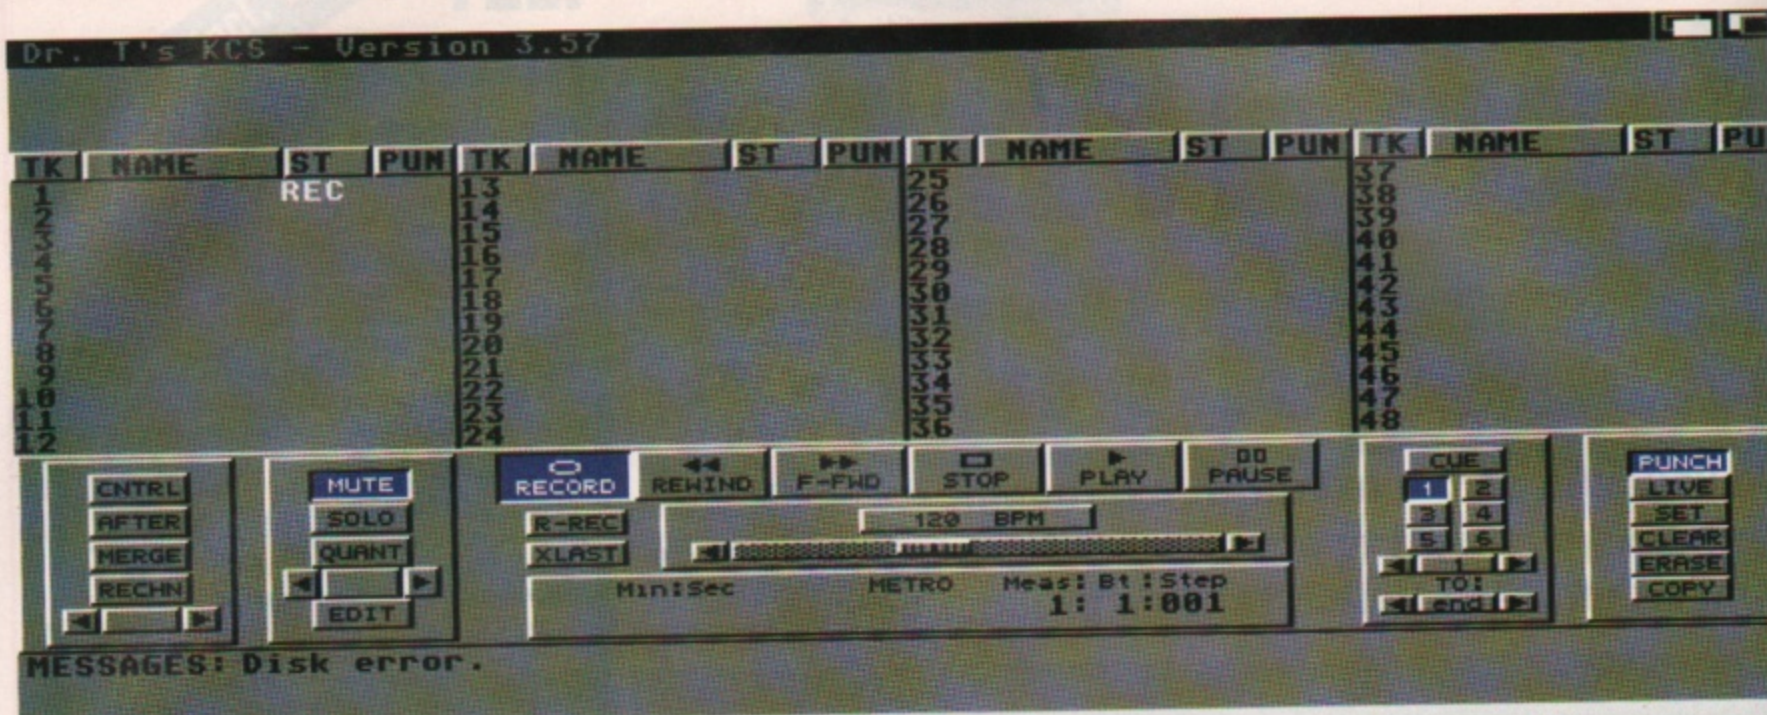 Dr. T's KCS - Version 3.57
TK NAME ST PUN TK NAME ST PUN TK NAME ST PUN TK NAME ST PU
1 REC 13 25 37
2 14 26 38
3 15 27 39
4 16 28 40
5 17 29 41
6 18 30 42
7 19 31 43
8 20 32 44
9 21 33 45
10 22 34 46
11 23 35 47
12 24 36 48
CNTRL
AFTER
MERGE
RECHN
MUTE
SOLO
QUANT
EDIT
RECORD REWIND F-FWD STOP PLAY PAUSE
R-REC
XLAST
120 BPM
Min:Sec METRO Meas: Bt :Step
1: 1:001
CUE
1 2
3 4
5 6
1
TO:
end
PUNCH
LIVE
SET
CLEAR
ERASE
COPY
MESSAGES: Disk error.